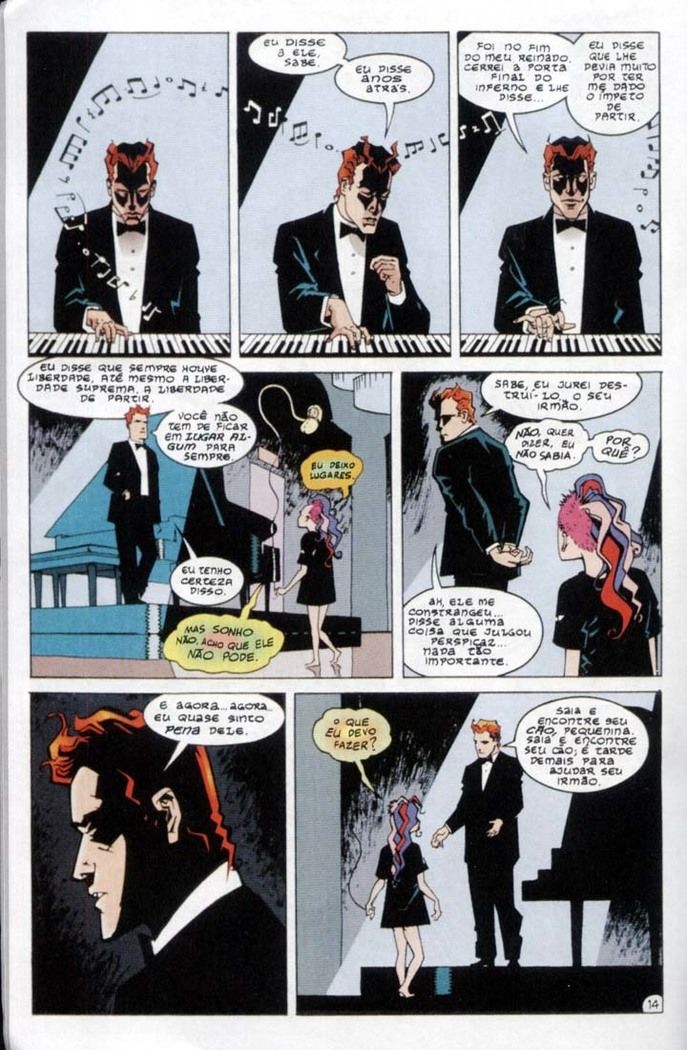 EU DISSE
A ELE,
SABE.
EU DISSE
ANOS
ATRÁS.
FOI NO FIM
DO MEU REINADO.
CERREI A PORTA
FINAL DO
INFERNO E LHE
DISSE...
EU DISSE
QUE LHE
DEVIA MUITO
POR TER
ME DADO
O ÍMPETO
DE
PARTIR.
EU DISSE QUE SEMPRE HOUVE
LIBERDADE, ATÉ MESMO A LIBER-
DADE SUPREMA, A LIBERDADE
DE PARTIR.
VOCÊ NÃO
TEM DE FICAR
EM LUGAR AL-
GUM PARA
SEMPRE.
EU DEIXO
LUGARES.
EU TENHO
CERTEZA
DISSO.
MAS SONHO
NÃO, ACHO QUE ELE
NÃO PODE.
SABE, EU JUREI DES-
TRUÍ-LO, O SEU
IRMÃO.
NÃO, QUER
DIZER, EU
NÃO SABIA.
POR
QUÊ?
AH, ELE ME
CONSTRANGEU...
DISSE ALGUMA
COISA QUE JULGOU
PERSPICAZ...
NADA TÃO
IMPORTANTE.
E AGORA... AGORA...
EU QUASE SINTO
PENA DELE.
O QUE
EU DEVO
FAZER?
SAIA E
ENCONTRE SEU
CÃO, PEQUENINA.
SAIA E ENCONTRE
SEU CÃO; É TARDE
DEMAIS PARA
AJUDAR SEU
IRMÃO.
14